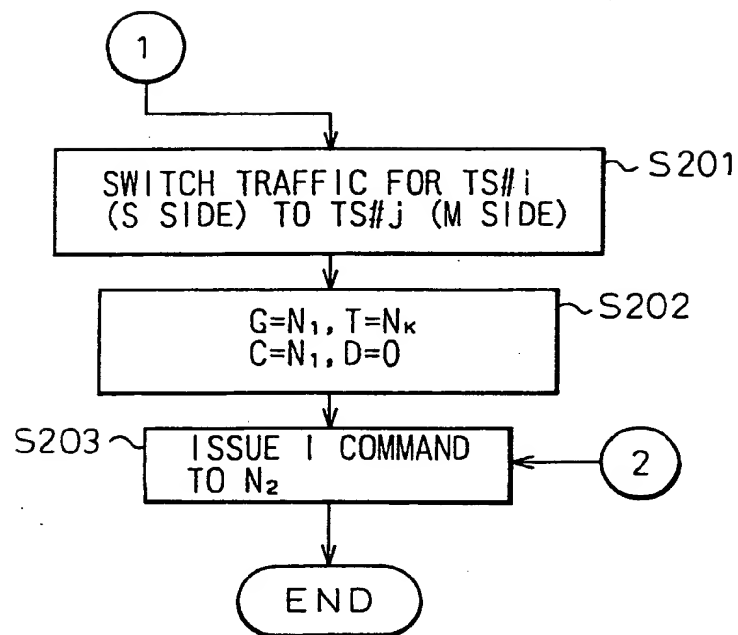 1
SWITCH TRAFFIC FOR TS#i
(S SIDE) TO TS#j (M SIDE)
S201
G=N₁, T=Nᴋ
C=N₁, D=0
S202
S203
ISSUE I COMMAND
TO N₂
2
END